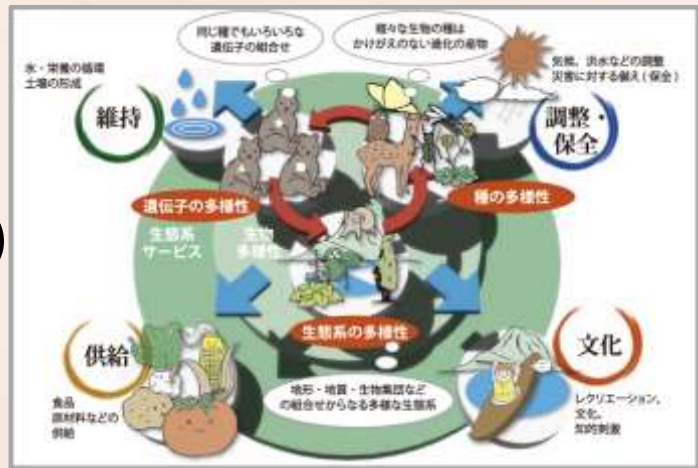 同じ種でもいろいろな
遺伝子の組合せ
種々な生物の種は
かけがえのない進化の産物
水・栄養の循環
土壌の形成
維持
気候、洪水などの調整
災害に対する備え(保全)
調整・
保全
遺伝子の多様性
種の多様性
生態系
サービス
生物
多様性
生態系の多様性
供給
食品
原材料などの
供給
地形・地質・生物集団など
の組合せからなる多様な生態系
文化
レクリエーション、
文化、
知的刺激